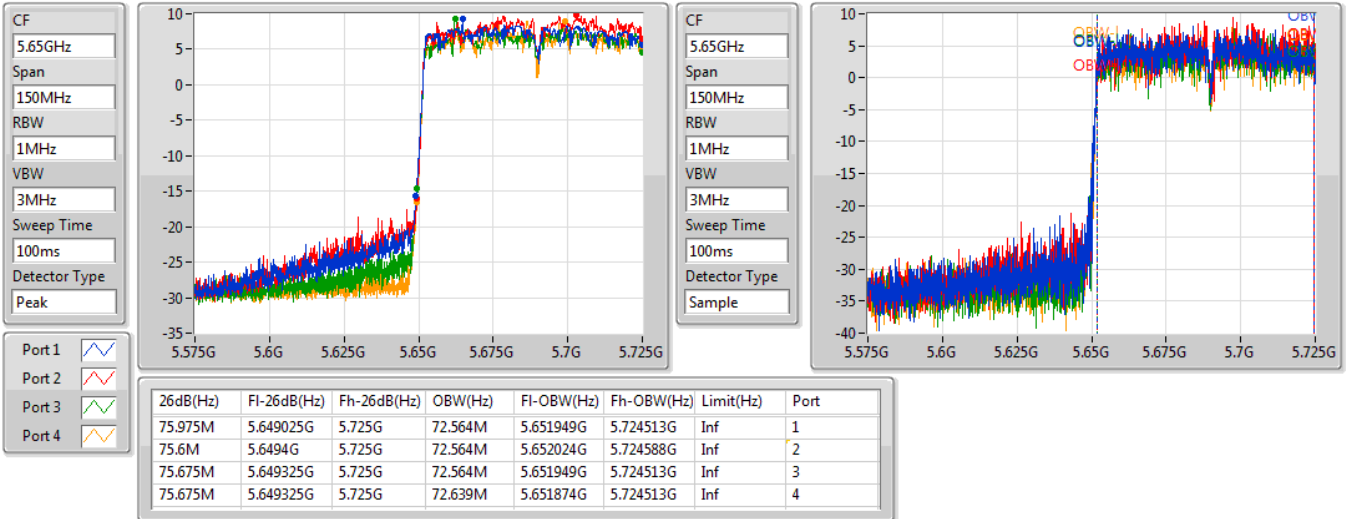 CF
5.65GHz
Span
150MHz
RBW
1MHz
VBW
3MHz
Sweep Time
100ms
Detector Type
Peak
10
5
0
-5
-10
-15
-20
-25
-30
-35
5.575G 5.6G 5.625G 5.65G 5.675G 5.7G 5.725G
CF
5.65GHz
Span
150MHz
RBW
1MHz
VBW
3MHz
Sweep Time
100ms
Detector Type
Sample
10
5
0
-5
-10
-15
-20
-25
-30
-35
-40
5.575G 5.6G 5.625G 5.65G 5.675G 5.7G 5.725G
Port 1
Port 2
Port 3
Port 4
26dB(Hz) Fl-26dB(Hz) Fh-26dB(Hz) OBW(Hz) Fl-OBW(Hz) Fh-OBW(Hz) Limit(Hz) Port
75.975M 5.649025G 5.725G 72.564M 5.651949G 5.724513G Inf 1
75.6M 5.6494G 5.725G 72.564M 5.652024G 5.724588G Inf 2
75.675M 5.649325G 5.725G 72.564M 5.651949G 5.724513G Inf 3
75.675M 5.649325G 5.725G 72.639M 5.651874G 5.724513G Inf 4